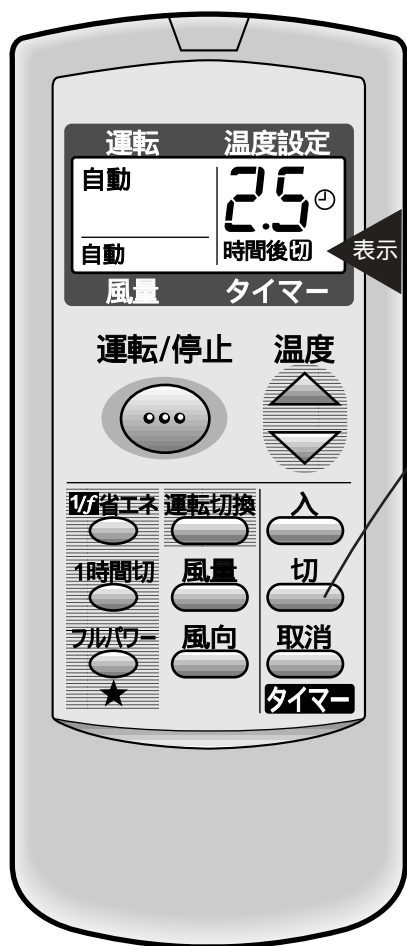 運転 温度設定
自動 2.5
自動 時間後切
表示
風量 タイマー
運転/停止 温度
1/f省エネ 運転切換 入
1時間切 風量 切
フルパワー 風向 取消
タイマー